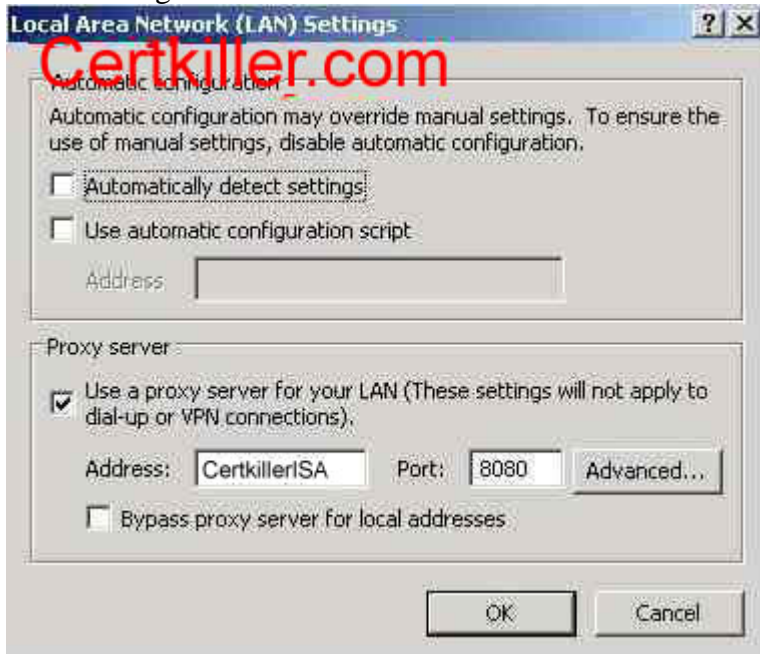 Local Area Network (LAN) Settings
Certkiller.com
Automatic configuration
Automatic configuration may override manual settings. To ensure the
use of manual settings, disable automatic configuration.
Automatically detect settings
Use automatic configuration script
Address
Proxy server
Use a proxy server for your LAN (These settings will not apply to
dial-up or VPN connections).
Address: CertkillerISA Port: 8080 Advanced...
Bypass proxy server for local addresses
OK Cancel